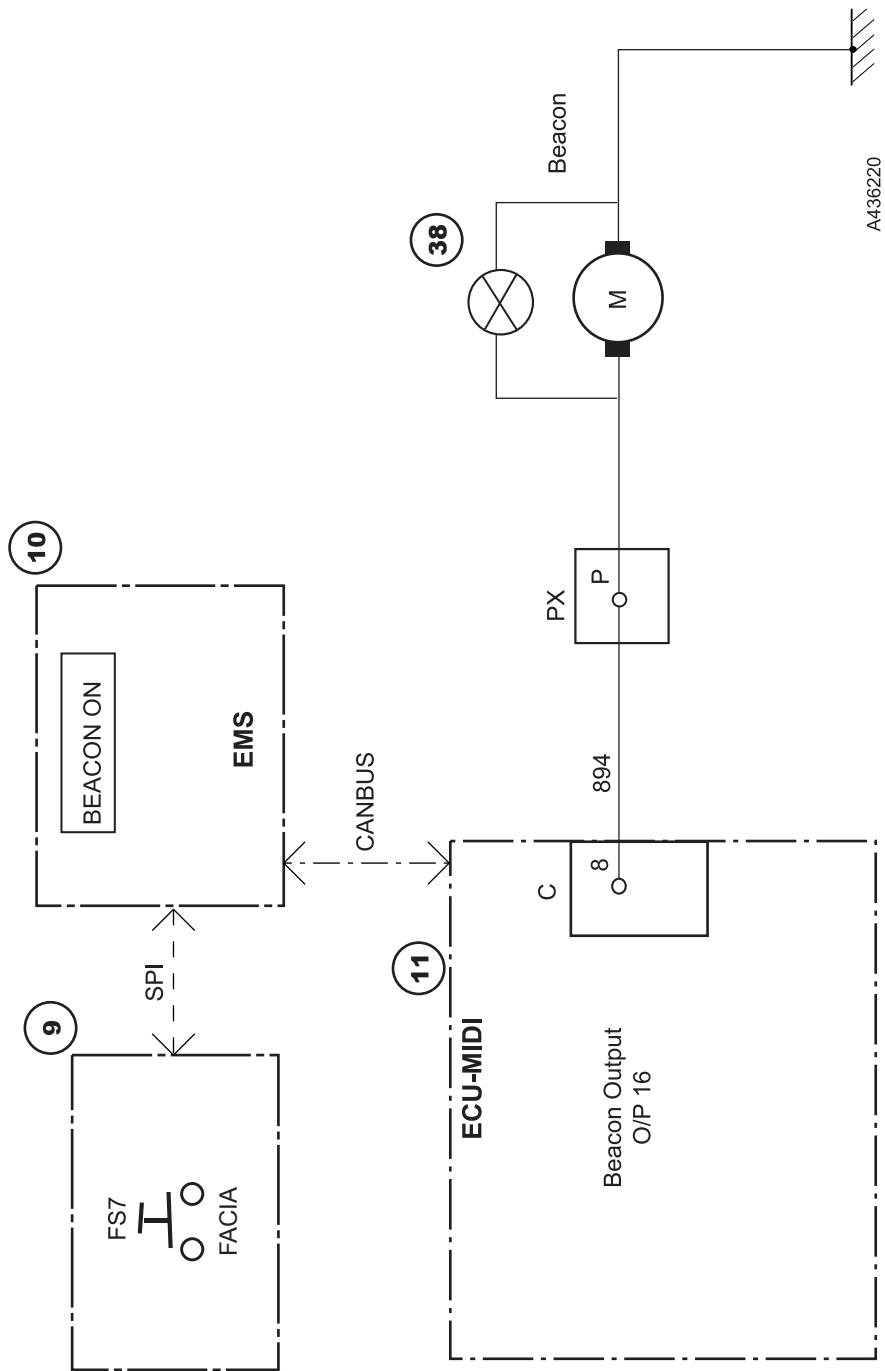 9
FS7
FACIA
SPI
10
BEACON ON
EMS
CANBUS
11
ECU-MIDI
Beacon Output
O/P 16
C
8
894
PX
P
38
M
Beacon
A436220